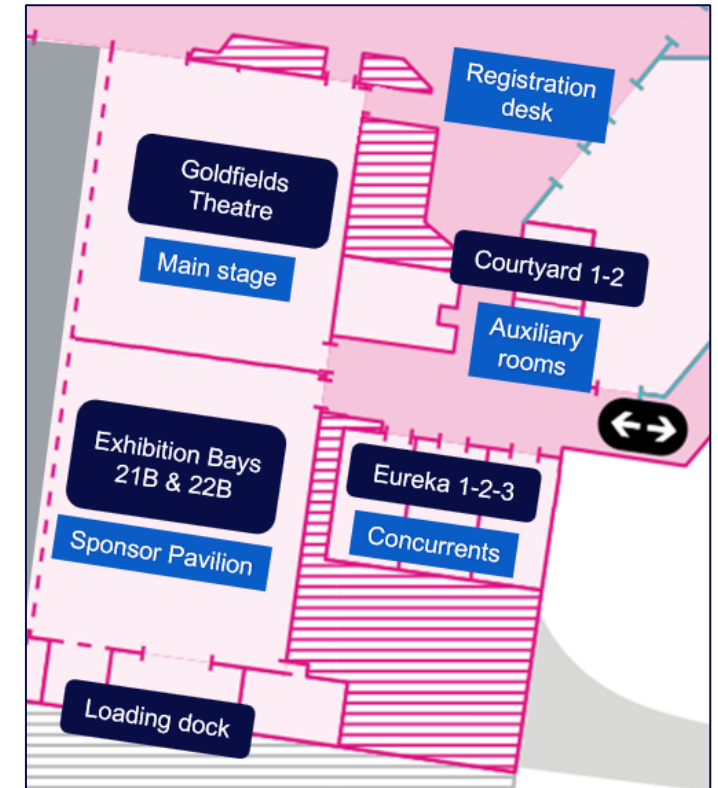 Registration
desk
Goldfields
Theatre
Main stage
Courtyard 1-2
Auxiliary
rooms
Exhibition Bays
21B & 22B
Sponsor Pavilion
Eureka 1-2-3
Concurrents
Loading dock